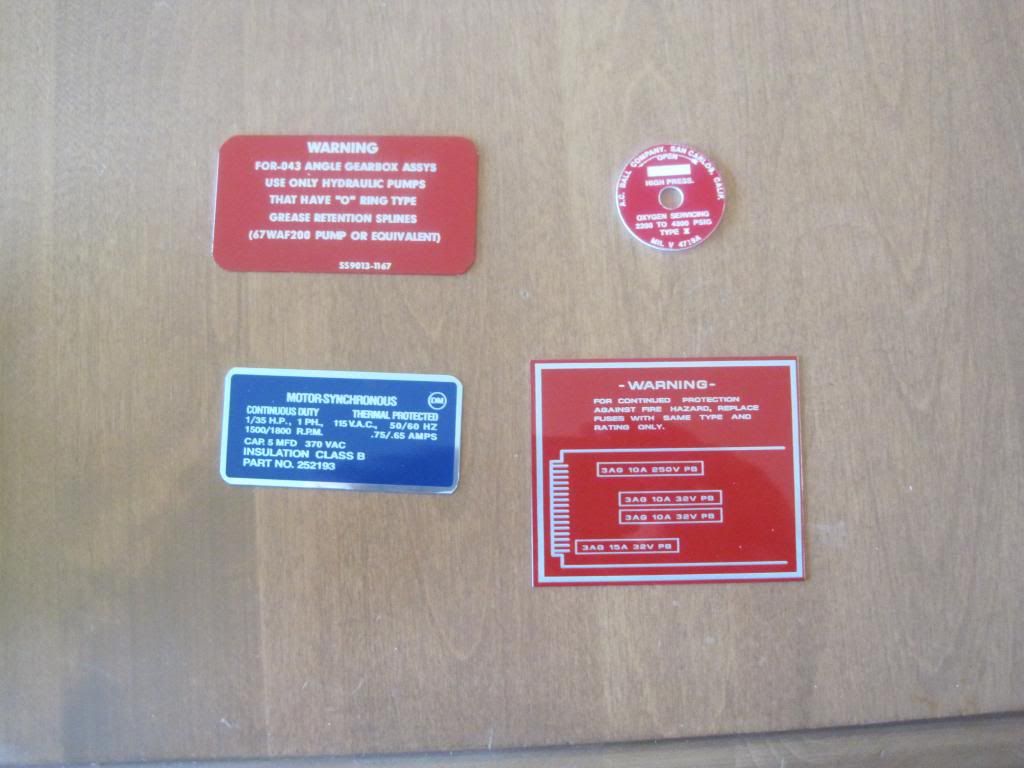 WARNING
FOR-043 ANGLE GEARBOX ASSYS
USE ONLY HYDRAULIC PUMPS
THAT HAVE "O" RING TYPE
GREASE RETENTION SPLINES
(67WAF200 PUMP OR EQUIVALENT)
SS9013-1167
A.C. BALL COMPANY, SAN CARLOS, CALIF.
OPEN
HIGH PRESS.
OXYGEN SERVICING
2200 TO 4500 PSIG
TYPE II
MIL V 4719A
MOTOR-SYNCHRONOUS
CONTINUOUS DUTY THERMAL PROTECTED
1/35 H.P., 1 PH., 115 V.A.C., 50/60 HZ
1500/1800 R.P.M. .75/.65 AMPS
CAP. 5 MFD 370 VAC
INSULATION CLASS B
PART NO. 252193
-WARNING-
FOR CONTINUED PROTECTION
AGAINST FIRE HAZARD, REPLACE
FUSES WITH SAME TYPE AND
RATING ONLY.
3AG 10A 250V PB
3AG 10A 32V PB
3AG 10A 32V PB
3AG 15A 32V PB